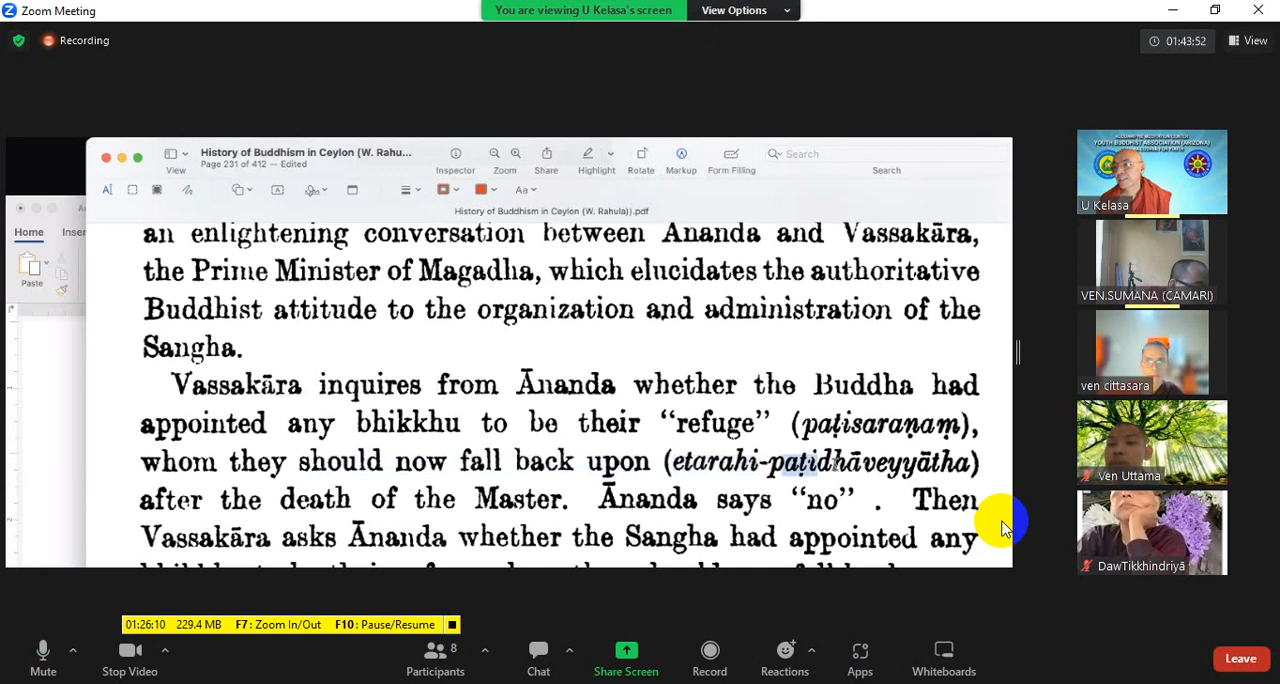 Zoom Meeting
You are viewing U Kelasa's screen
View Options
Recording
01:43:52
View
History of Buddhism in Ceylon (W. Rahu...
Page 231 of 412 – Edited
View
Inspector
Zoom
Share
Highlight
Rotate
Markup
Form Filling
Search
Search
History of Buddhism in Ceylon (W. Rahula)).pdf
Home
Inser
Paste
an enlightening conversation between Ānanda and Vassakāra,
the Prime Minister of Magadha, which elucidates the authoritative
Buddhist attitude to the organization and administration of the
Sangha.
Vassakāra inquires from Ānanda whether the Buddha had
appointed any bhikkhu to be their "refuge" (paṭisaraṇaṃ),
whom they should now fall back upon (etarahi-paṭidhāveyyātha)
after the death of the Master. Ānanda says "no" . Then
Vassakāra asks Ānanda whether the Sangha had appointed any
YOUTH BUDDHIST ASSOCIATION (ARIZONA)
U Kelasa
VEN.SUMANA (CAMARI)
ven cittasara
Ven Uttama
DawTikkhindriyā
01:26:10 229.4 MB F7: Zoom In/Out F10: Pause/Resume
Mute
Stop Video
Participants
8
Chat
Share Screen
Record
Reactions
Apps
Whiteboards
Leave